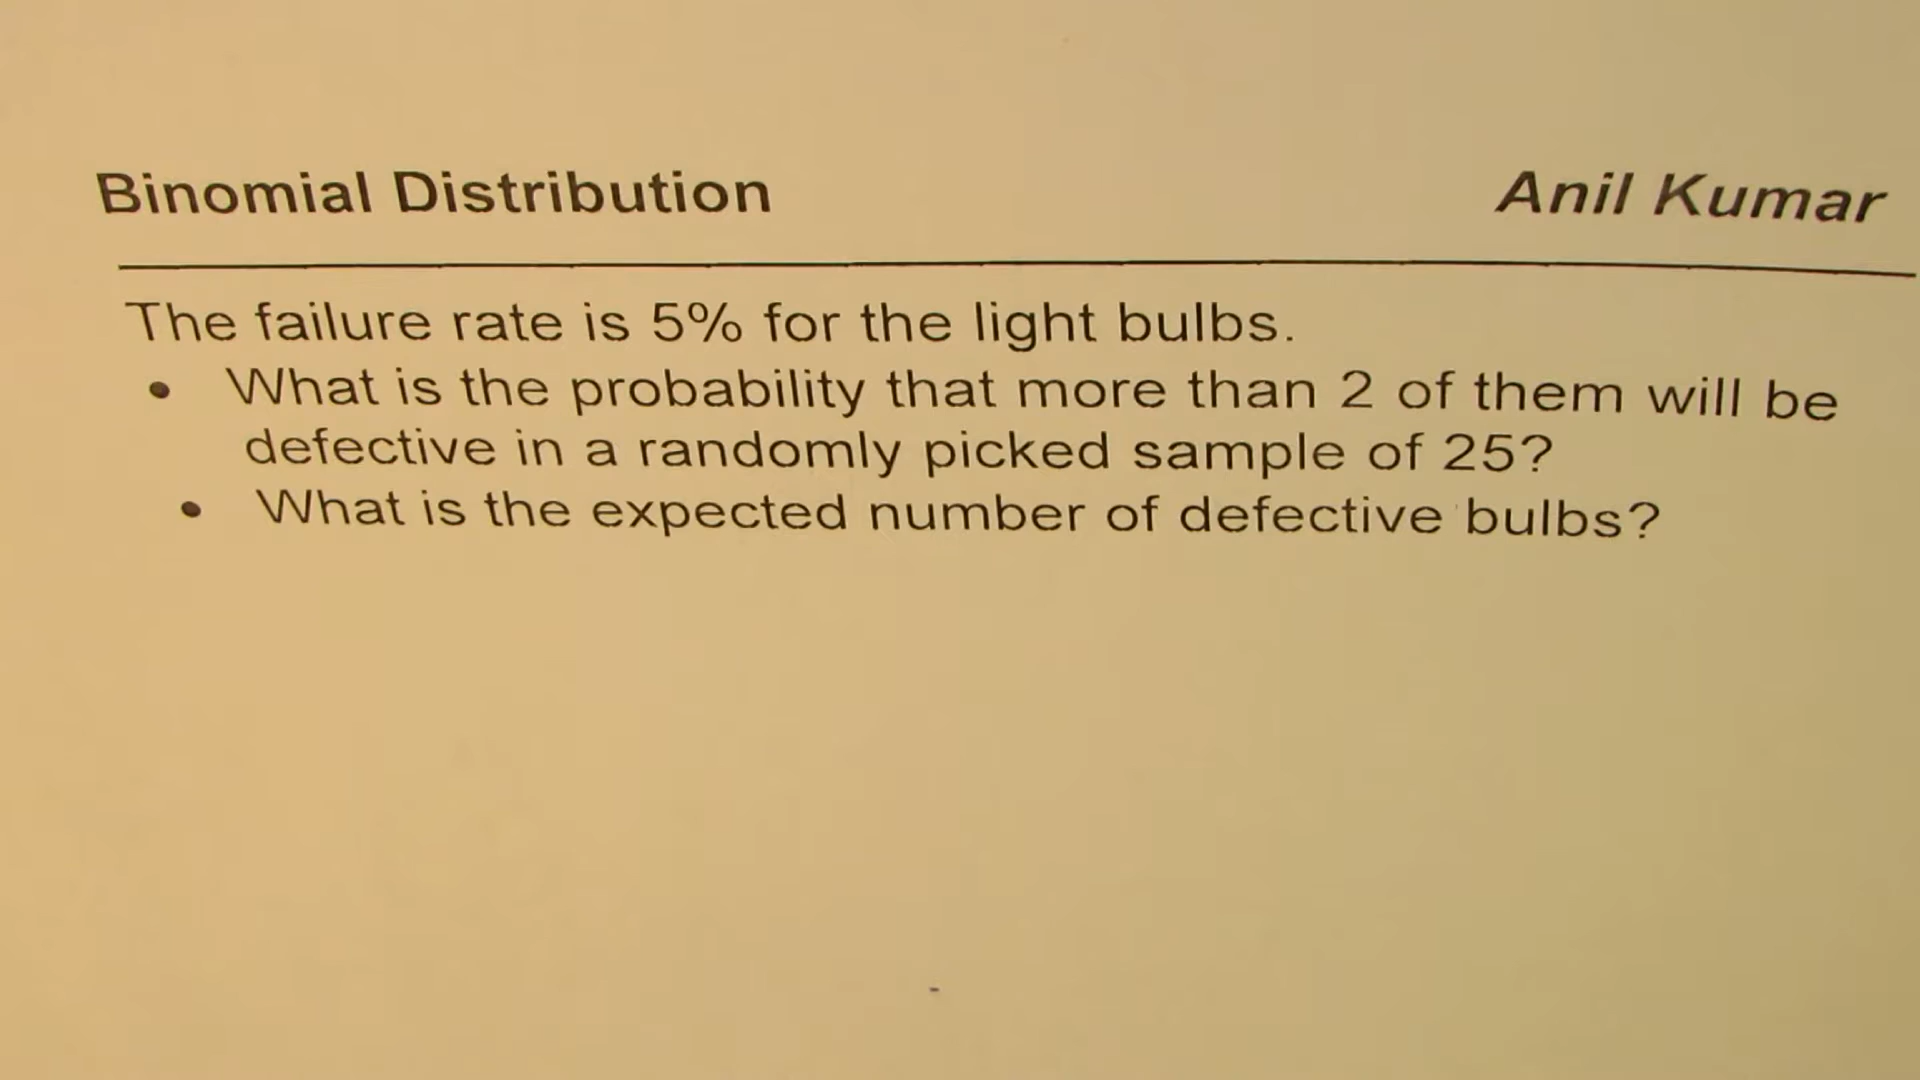 Binomial Distribution Anil Kumar
The failure rate is 5% for the light bulbs.
• What is the probability that more than 2 of them will be
defective in a randomly picked sample of 25?
• What is the expected number of defective bulbs?